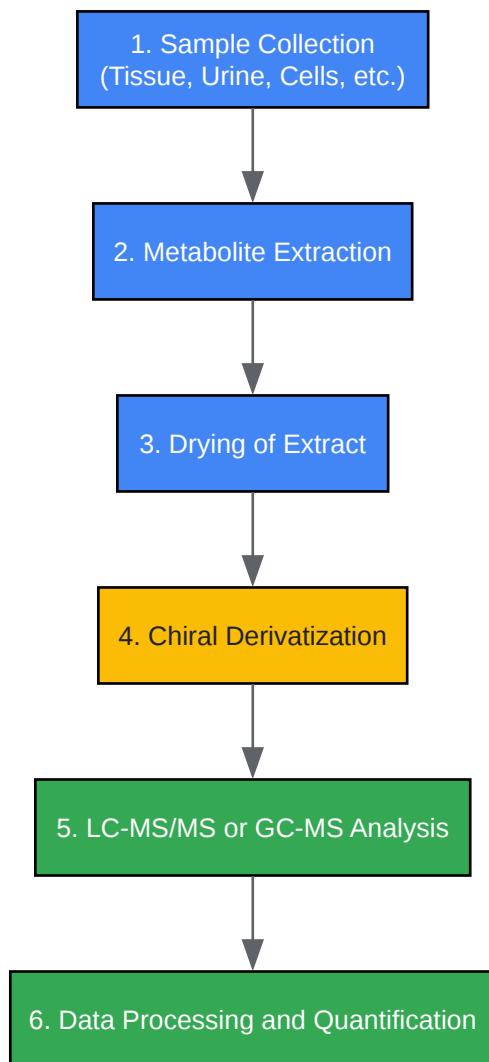 1. Sample Collection
(Tissue, Urine, Cells, etc.)
2. Metabolite Extraction
3. Drying of Extract
4. Chiral Derivatization
5. LC-MS/MS or GC-MS Analysis
6. Data Processing and Quantification